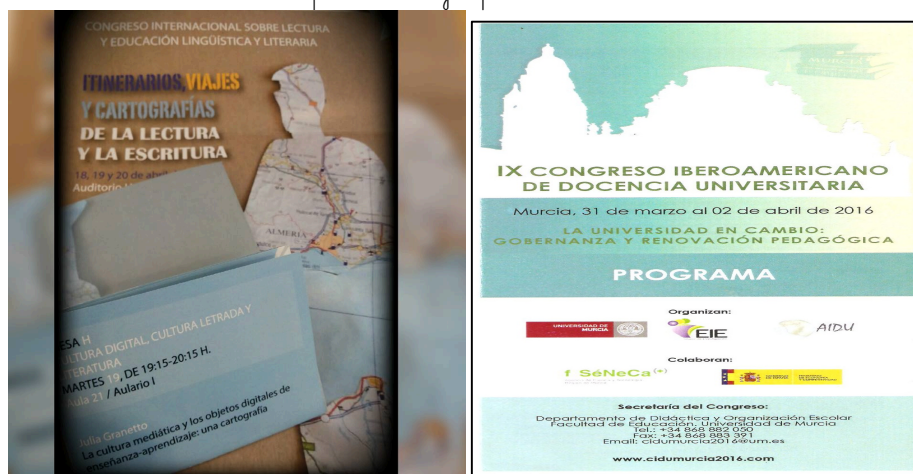 CONGRESO INTERNACIONAL SOBRE LECTURA
Y EDUCACIÓN LINGÜÍSTICA Y LITERARIA
ITINERARIOS, VIAJES
Y CARTOGRAFÍAS
DE LA LECTURA
Y LA ESCRITURA
18, 19 y 20 de abril
Auditorio
ALMERÍA
ESA H
LTURA DIGITAL, CULTURA LETRADA Y
TERATURA
MARTES 19, DE 19:15-20:15 H.
Aula 21 / Aulario I
Julia Granetto
La cultura mediática y los objetos digitales de
enseñanza-aprendizaje: una cartografía
MURCIA
IX CONGRESO IBEROAMERICANO
DE DOCENCIA UNIVERSITARIA
Murcia, 31 de marzo al 02 de abril de 2016
LA UNIVERSIDAD EN CAMBIO:
GOBERNANZA Y RENOVACIÓN PEDAGÓGICA
PROGRAMA
Organizan:
UNIVERSIDAD DE
MURCIA
EIE
AIDU
Colaboran:
f SéNeCa (+)
Secretaría del Congreso:
Departamento de Didáctica y Organización Escolar
Facultad de Educación. Universidad de Murcia
Tel.: +34 868 882 050
Fax: +34 868 883 391
Email: cidumurcia2016@um.es
www.cidumurcia2016.com